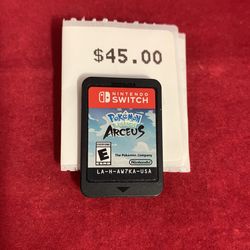 $45.00
NINTENDO
SWITCH
POKÉMON
LEGENDS
ARCEUS
E
The Pokémon Company
Nintendo
LA-H-AW7KA-USA